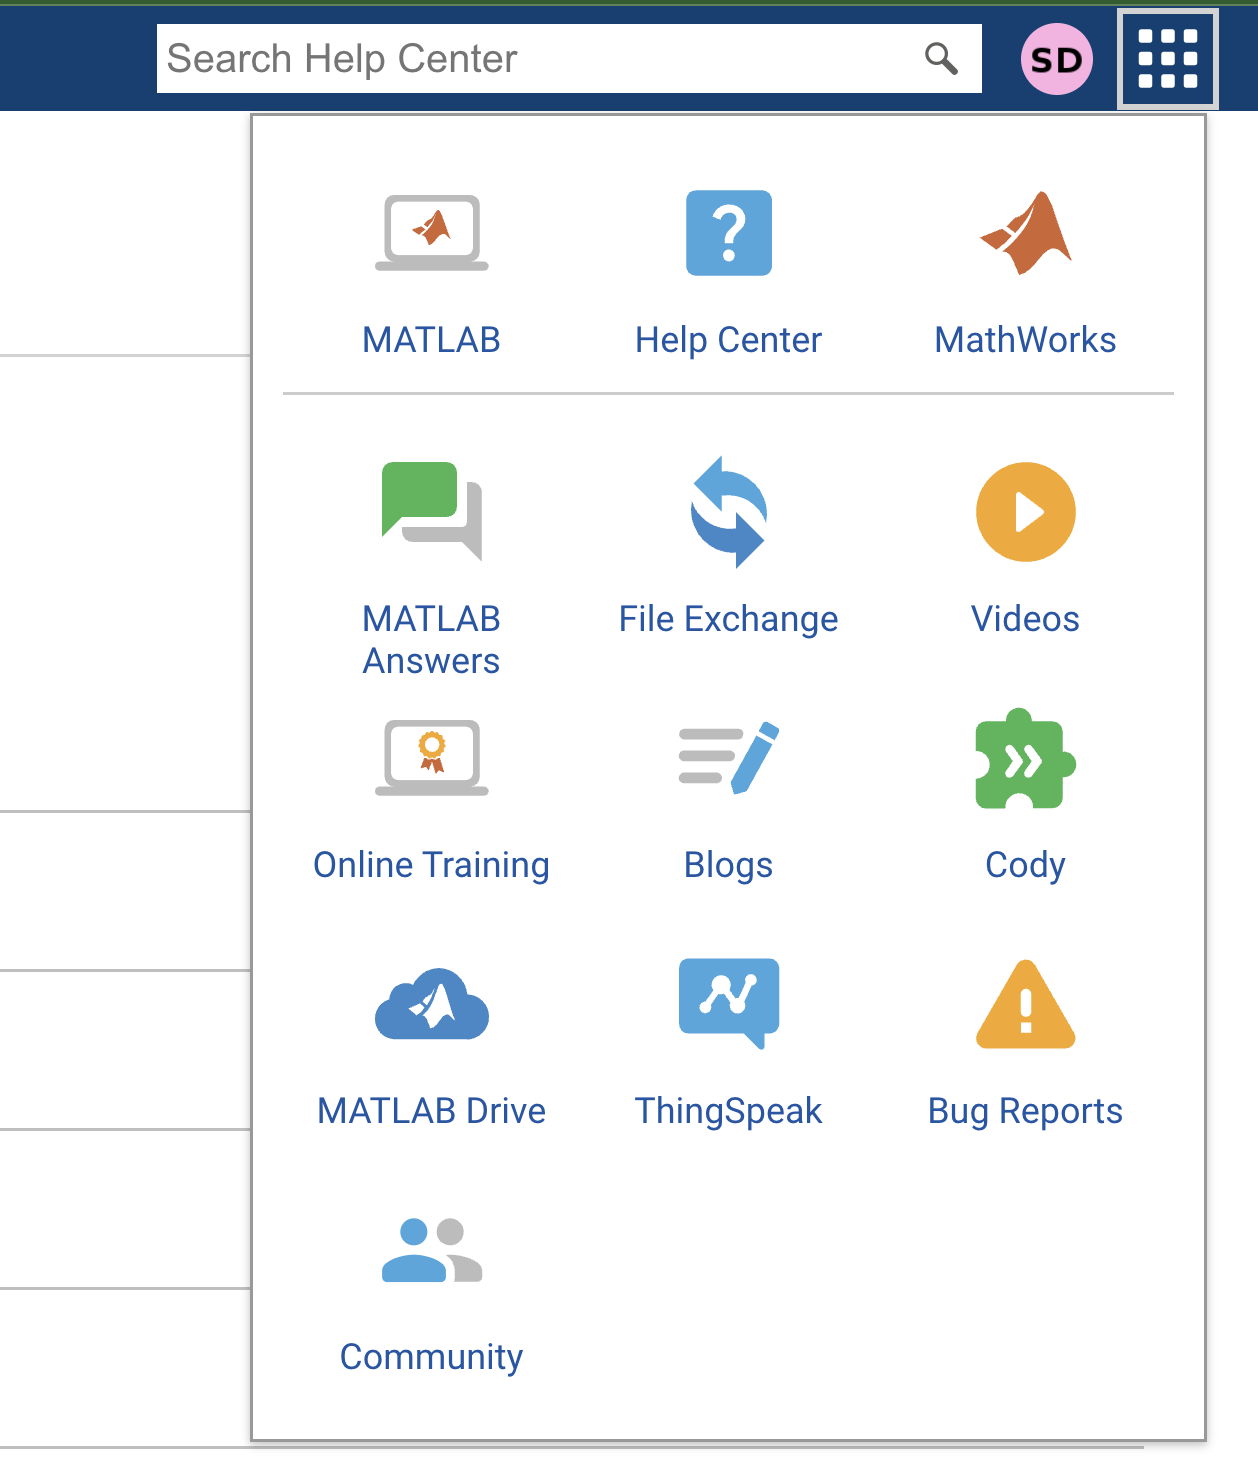 Search Help Center
SD
MATLAB
Help Center
MathWorks
MATLAB
Answers
File Exchange
Videos
Online Training
Blogs
Cody
MATLAB Drive
ThingSpeak
Bug Reports
Community